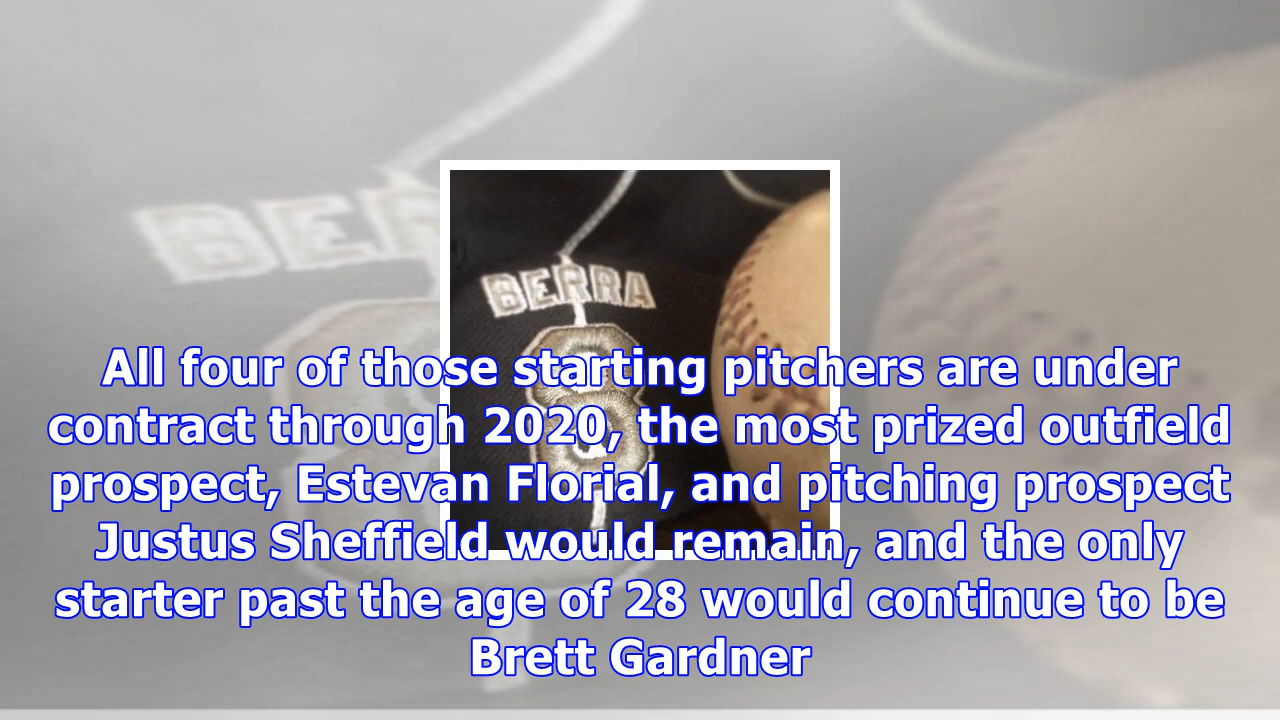 BERRA
8
All four of those starting pitchers are under
contract through 2020, the most prized outfield
prospect, Estevan Florial, and pitching prospect
Justus Sheffield would remain, and the only
starter past the age of 28 would continue to be
Brett Gardner